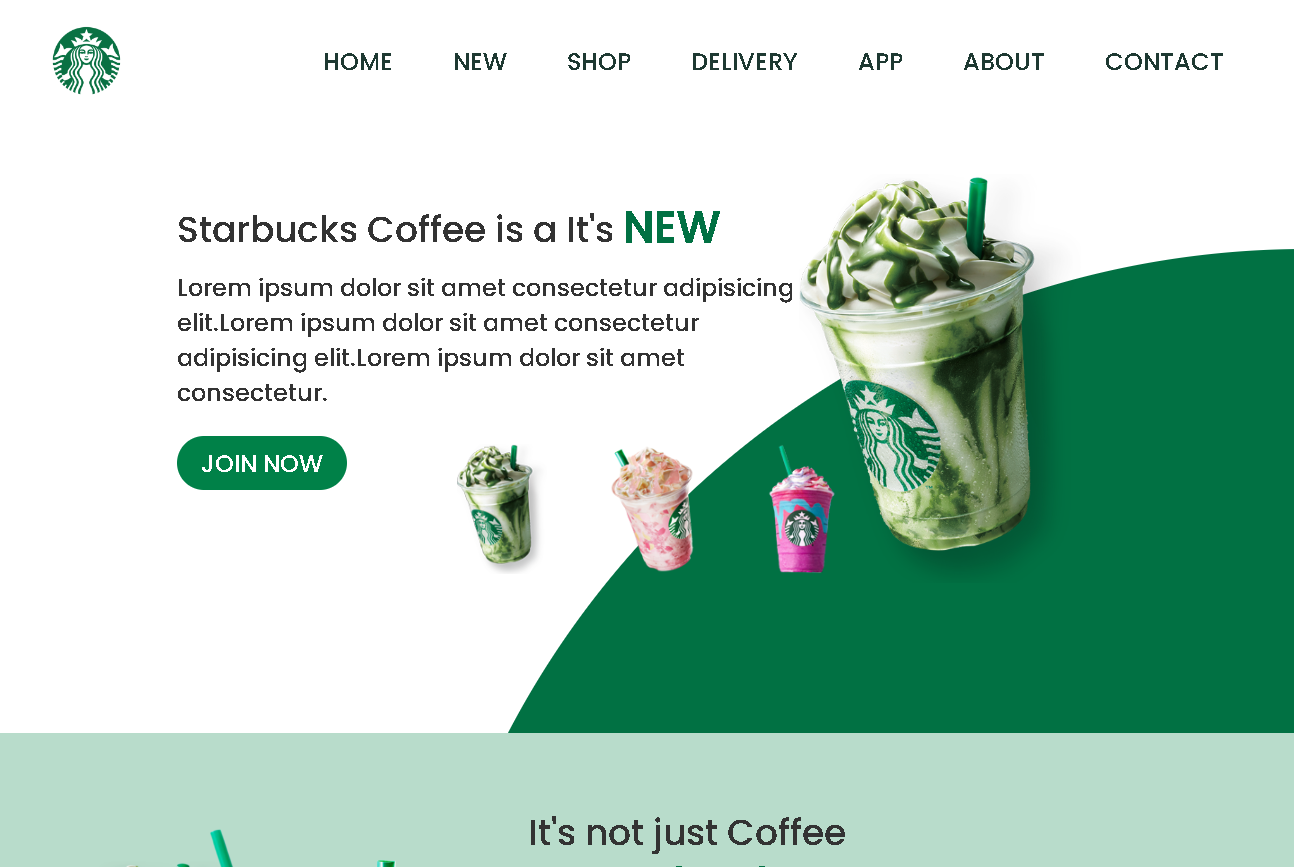 HOME NEW SHOP DELIVERY APP ABOUT CONTACT
Starbucks Coffee is a It's NEW
Lorem ipsum dolor sit amet consectetur adipisicing
elit.Lorem ipsum dolor sit amet consectetur
adipisicing elit.Lorem ipsum dolor sit amet
consectetur.
JOIN NOW
It's not just Coffee